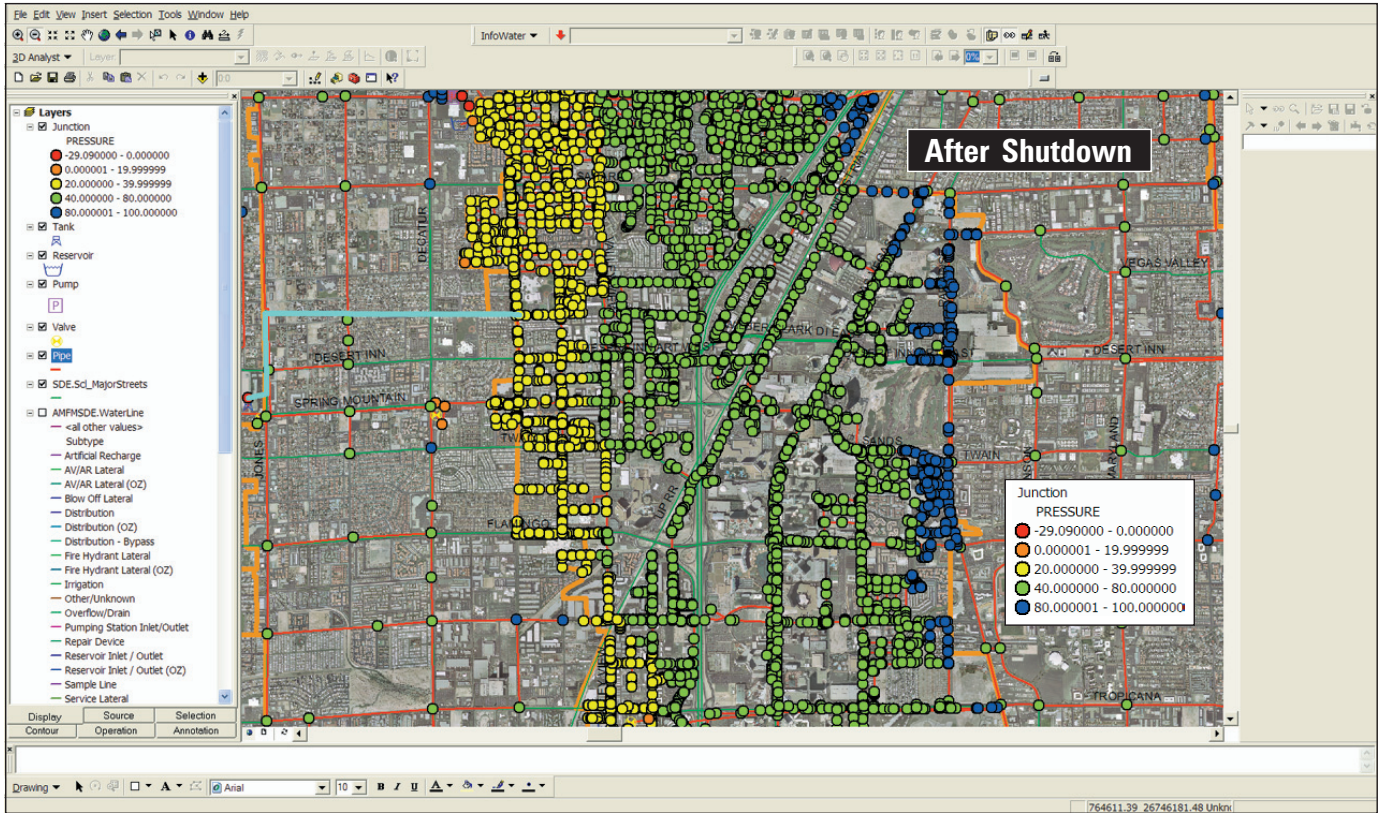 File Edit View Insert Selection Tools Window Help
InfoWater
3D Analyst Layer:
0%
After Shutdown
Layers
Junction
PRESSURE
-29.090000 - 0.000000
0.000001 - 19.999999
20.000000 - 39.999999
40.000000 - 80.000000
80.000001 - 100.000000
Tank
Reservoir
Pump
P
Valve
Pipe
SDE.Scl_MajorStreets
AMFMSDE.WaterLine
<all other values>
Subtype
Artificial Recharge
AV/AR Lateral
AV/AR Lateral (OZ)
Blow Off Lateral
Distribution
Distribution (OZ)
Distribution - Bypass
Fire Hydrant Lateral
Fire Hydrant Lateral (OZ)
Irrigation
Other/Unknown
Overflow/Drain
Pumping Station Inlet/Outlet
Repair Device
Reservoir Inlet / Outlet
Reservoir Inlet / Outlet (OZ)
Sample Line
Service Lateral
Display Source Selection
Contour Operation Annotation
DECATUR
VEGAS VALLEY
DESERT INN
DESERT INN
SPRING MOUNTAIN
SANDS
TWAIN
JONES
MARYLAND
UP RR
FLAMINGO
TROPICANA
Junction
PRESSURE
-29.090000 - 0.000000
0.000001 - 19.999999
20.000000 - 39.999999
40.000000 - 80.000000
80.000001 - 100.000000
Drawing A Arial 10 B I U A
764611.39 26746181.48 Unkn